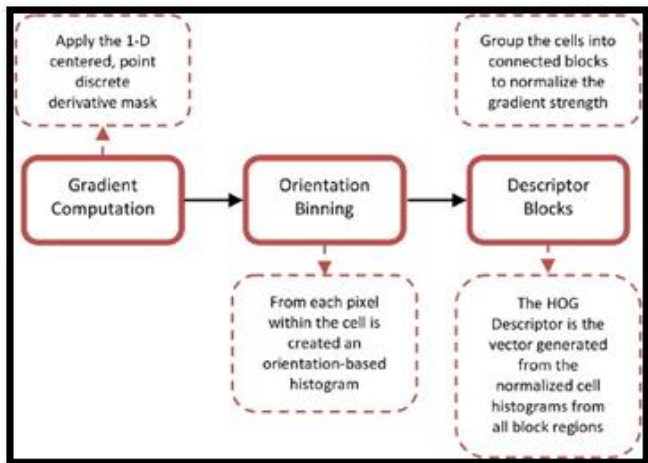 Apply the 1-D
centered, point
discrete
derivative mask
Group the cells into
connected blocks
to normalize the
gradient strength
Gradient
Computation
Orientation
Binning
Descriptor
Blocks
From each pixel
within the cell is
created an
orientation-based
histogram
The HOG
Descriptor is the
vector generated
from the
normalized cell
histograms from
all block regions